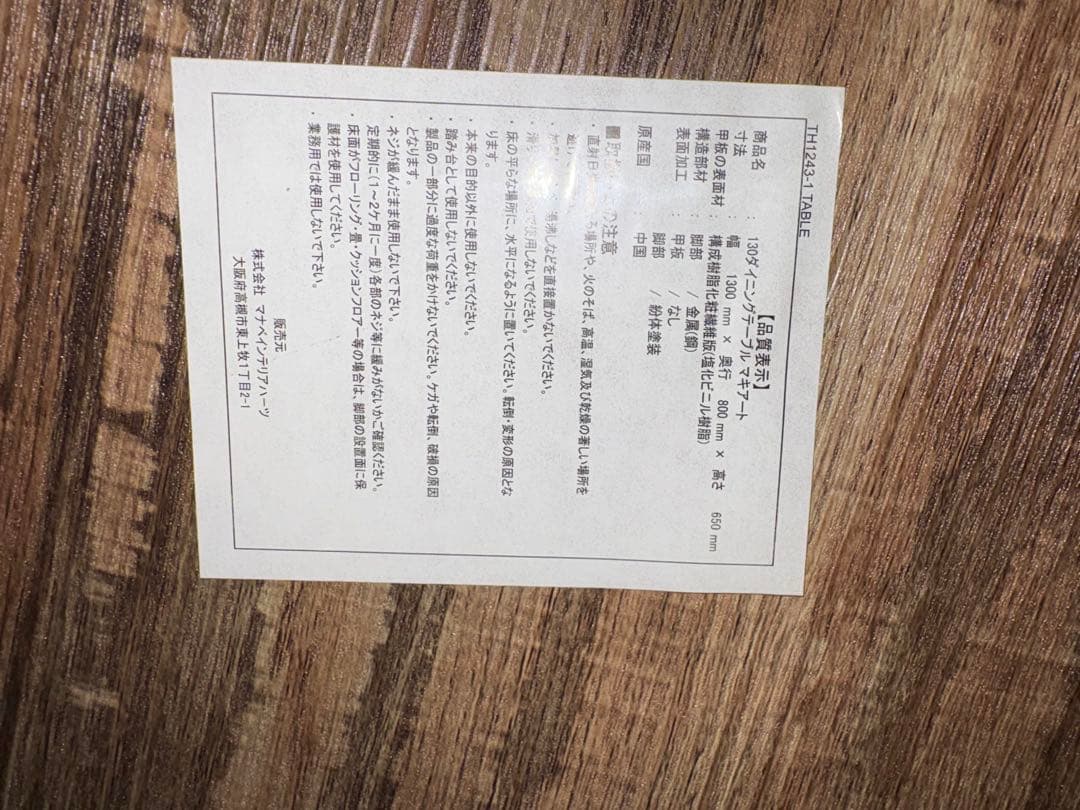 TH1243-1 TABLE
【品質表示】
商品名 : 130ダイニングテーブル マキアート
寸法 : 幅 1300 mm × 奥行 800 mm × 高さ 650 mm
甲板の表面材 : 構成樹脂化粧繊維版(塩化ビニル樹脂)
構造部材 : 脚部 / 金属(鋼)
表面加工 : 甲板 / なし
脚部 / 紛体塗装
原産国 : 中国
の注意
・直射日 る場所や、火のそば、高温、湿気及び乾燥の著しい場所を
湯沸しなどを直接置かないでください。
・滑 で使用しないでください。
・床の平らな場所に、水平になるように置いてください。転倒・変形の原因とな
ります。
・本来の目的以外に使用しないでください。
・踏み台として使用しないでください。
・製品の一部分に過度な荷重をかけないでください。ケガや転倒、破損の原因
となります。
・ネジが緩んだまま使用しないで下さい。
定期的に(1~2ケ月に一度)各部のネジ等に緩みがないかご確認ください。
・床面がフローリング・畳・クッションフロアー等の場合は、脚部の設置面に保
護材を使用してください。
・業務用では使用しないで下さい。
販売元
株式会社 マナベインテリアハーツ
大阪府高槻市東上牧1丁目2-1